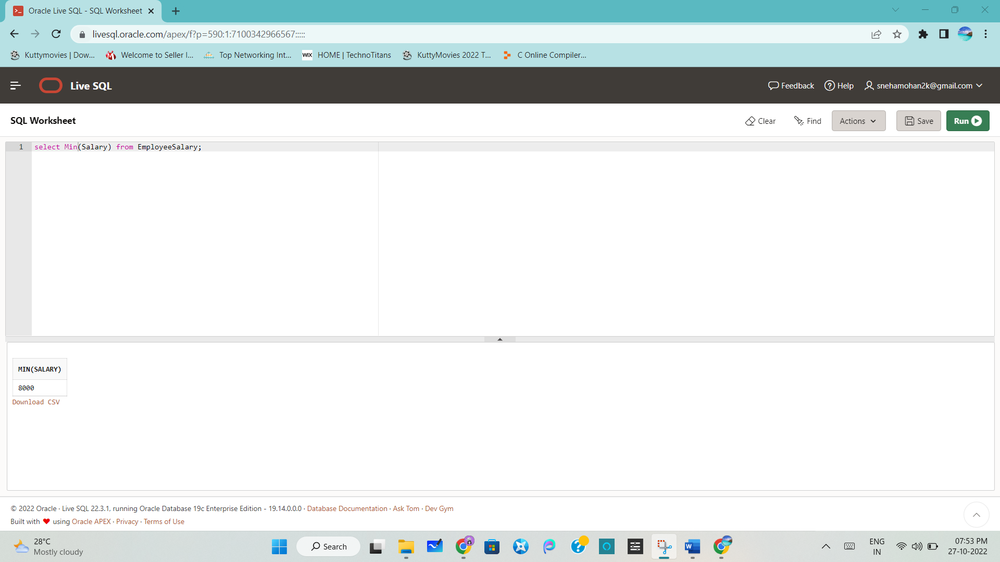 Oracle Live SQL - SQL Worksheet
livesql.oracle.com/apex/f?p=590:1:7100342966567:::::
Kuttymovies | Dow...
Welcome to Seller I...
Top Networking Int...
WIX HOME | TechnoTitans
KuttyMovies 2022 T...
C Online Compiler...
Live SQL
Feedback
Help
snehamohan2k@gmail.com
SQL Worksheet
Clear
Find
Actions
Save
Run
1 select Min(Salary) from EmployeeSalary;
MIN(SALARY)
8000
Download CSV
© 2022 Oracle · Live SQL 22.3.1, running Oracle Database 19c Enterprise Edition - 19.14.0.0.0 · Database Documentation · Ask Tom · Dev Gym
Built with ❤ using Oracle APEX · Privacy · Terms of Use
28°C
Mostly cloudy
Search
ENG
IN
07:53 PM
27-10-2022